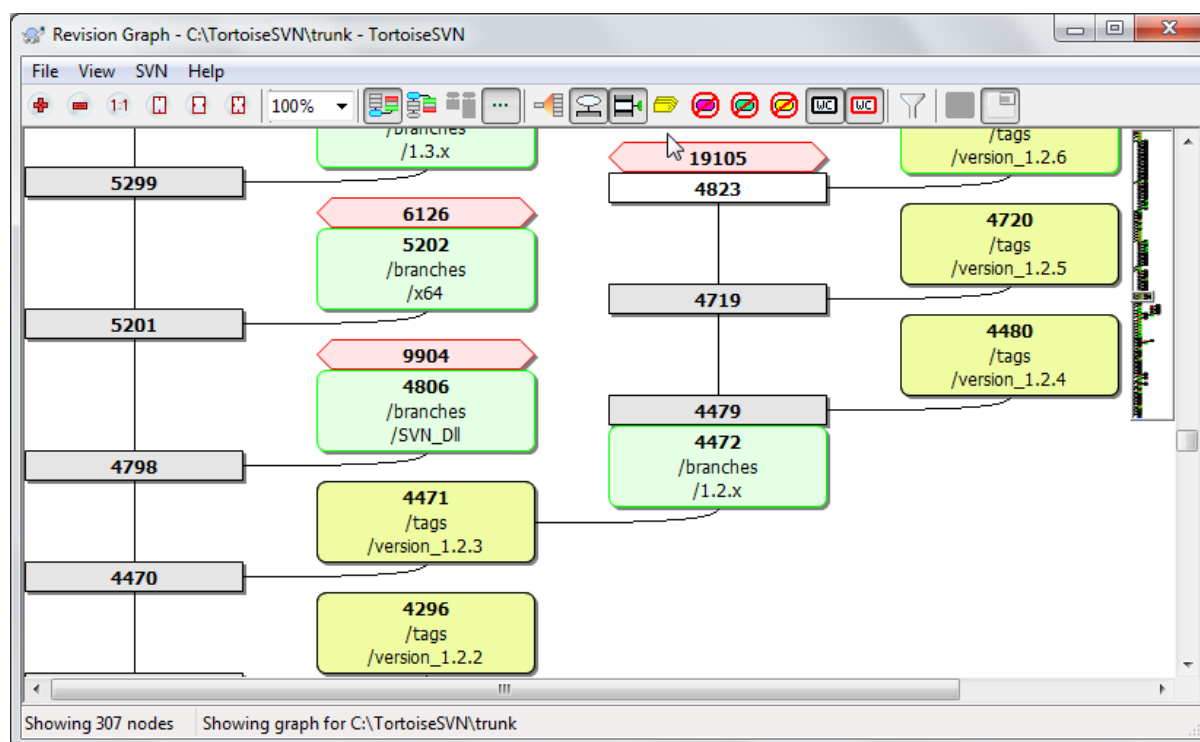 Revision Graph - C:\TortoiseSVN\trunk - TortoiseSVN
File View SVN Help
1:1
100%
...
WC
WC
/branches
/1.3.x
5299
6126
5202
/branches
/x64
5201
9904
4806
/branches
/SVN_Dll
4798
4471
/tags
/version_1.2.3
4470
4296
/tags
/version_1.2.2
19105
4823
4719
4479
4472
/branches
/1.2.x
/tags
/version_1.2.6
4720
/tags
/version_1.2.5
4480
/tags
/version_1.2.4
Showing 307 nodes
Showing graph for C:\TortoiseSVN\trunk